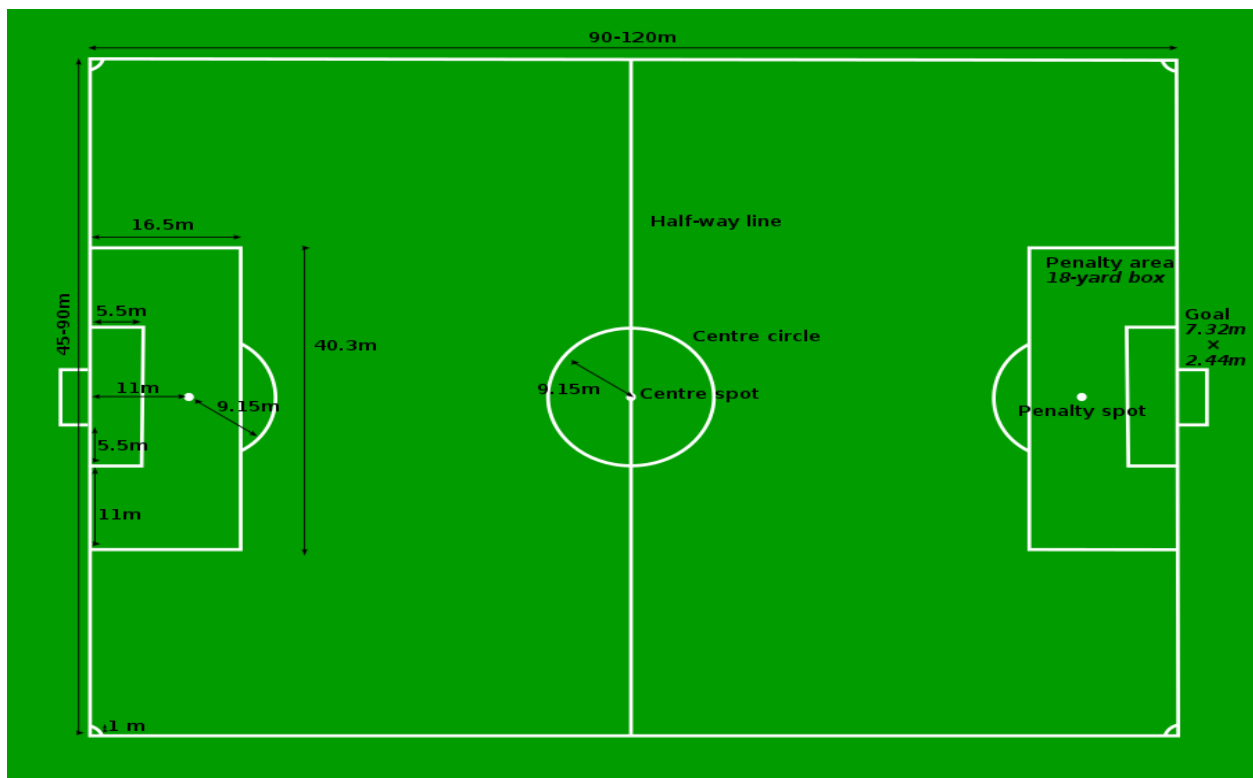 90-120m
Half-way line
16.5m
Penalty area
18-yard box
5.5m
45-90m
Goal
7.32m
×
2.44m
Centre circle
40.3m
11m
9.15m
9.15m
Centre spot
Penalty spot
5.5m
11m
1 m